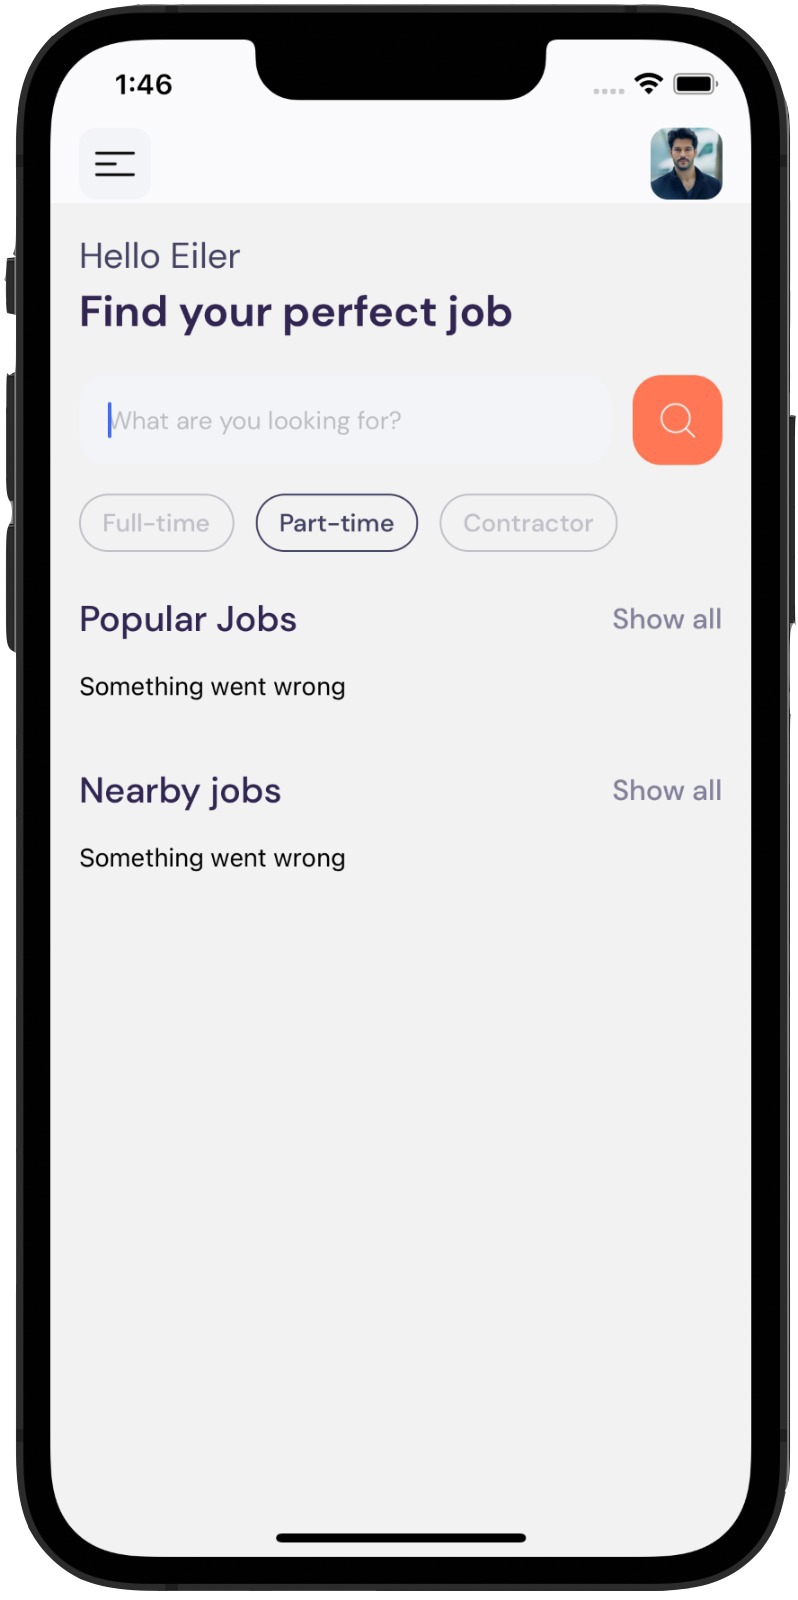 1:46
Hello Eiler
Find your perfect job
What are you looking for?
Full-time Part-time Contractor
Popular Jobs Show all
Something went wrong
Nearby jobs Show all
Something went wrong